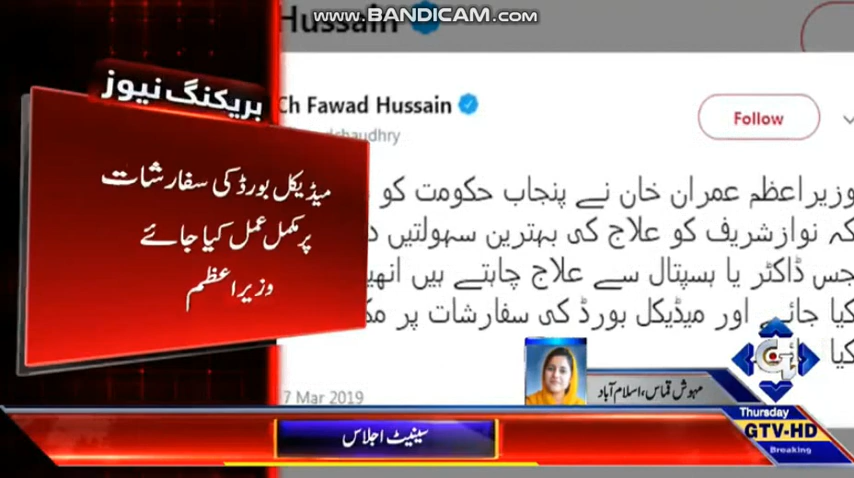 WWW.BANDICAM.COM
Hussain
بریکنگ نیوز
میڈیکل بورڈ کی سفارشات
پر مکمل عمل کیا جائے
وزیراعظم
Ch Fawad Hussain
Follow
وزیراعظم عمران خان نے پنجاب حکومت کو
کہ نوازشریف کو علاج کی بہترین سہولتیں
جس ڈاکٹر یا ہسپتال سے علاج چاہتے ہیں
کیا جائے اور میڈیکل بورڈ کی سفارشات پر
کیا
7 Mar 2019
مہوش قماس، اسلام آباد
Thursday
GTV-HD
Breaking
سینیٹ اجلاس